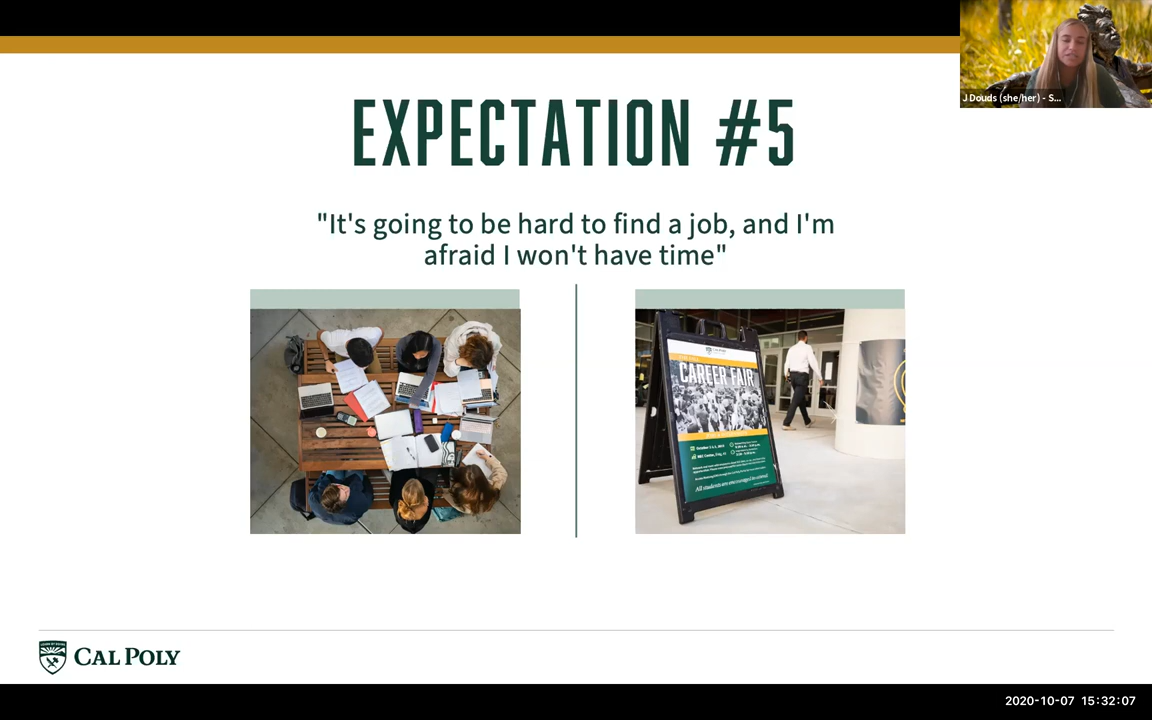 J Douds (she/her) - S...
EXPECTATION #5
"It's going to be hard to find a job, and I'm
afraid I won't have time"
CAREER FAIR
All students are encouraged to attend!
CAL POLY
2020-10-07 15:32:07